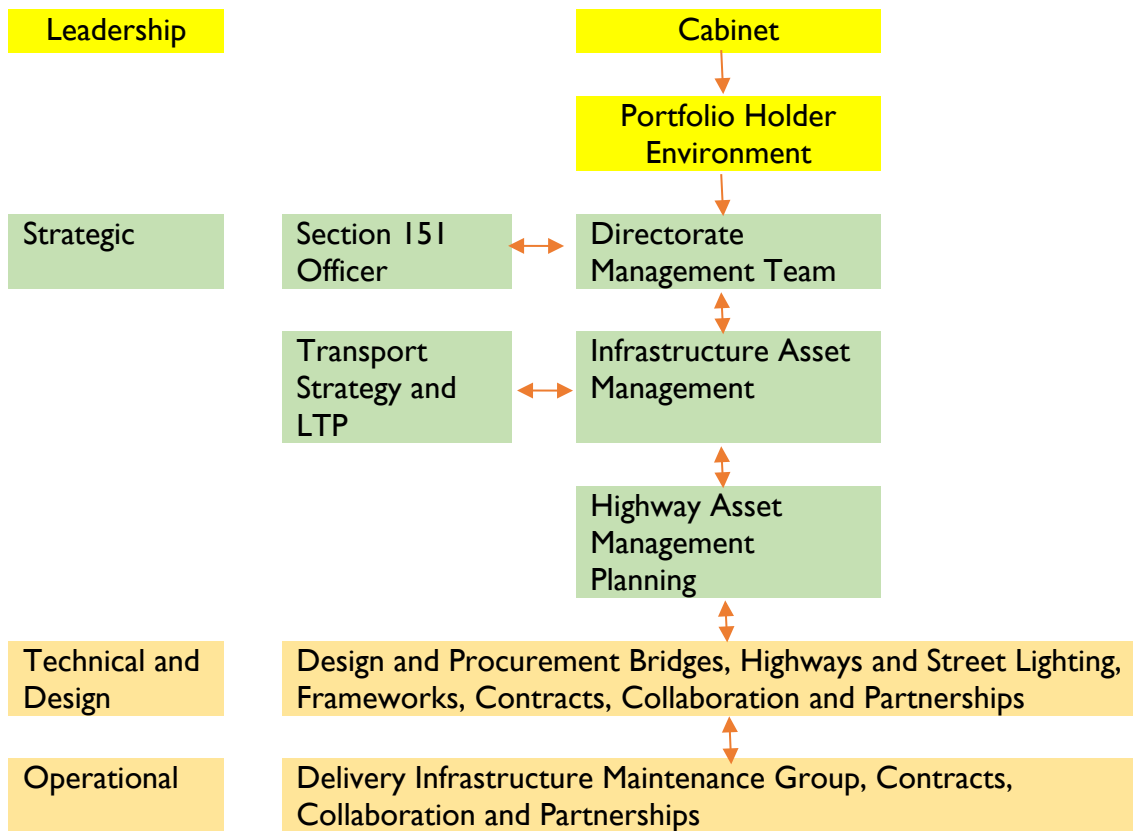 Leadership
Cabinet
Portfolio Holder
Environment
Strategic
Section 151
Officer
Directorate
Management Team
Transport
Strategy and
LTP
Infrastructure Asset
Management
Highway Asset
Management
Planning
Technical and
Design
Design and Procurement Bridges, Highways and Street Lighting,
Frameworks, Contracts, Collaboration and Partnerships
Operational
Delivery Infrastructure Maintenance Group, Contracts,
Collaboration and Partnerships